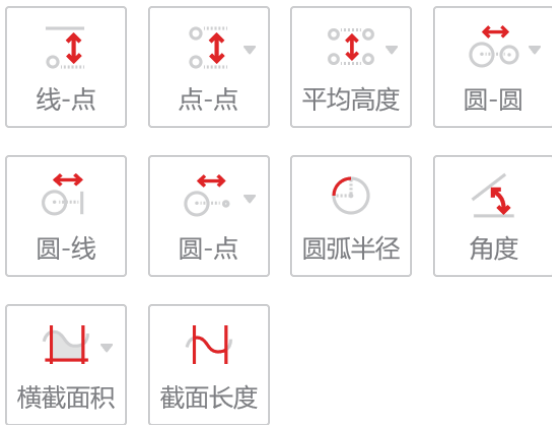 线-点
点-点
平均高度
圆-圆
圆-线
圆-点
圆弧半径
角度
横截面积
截面长度